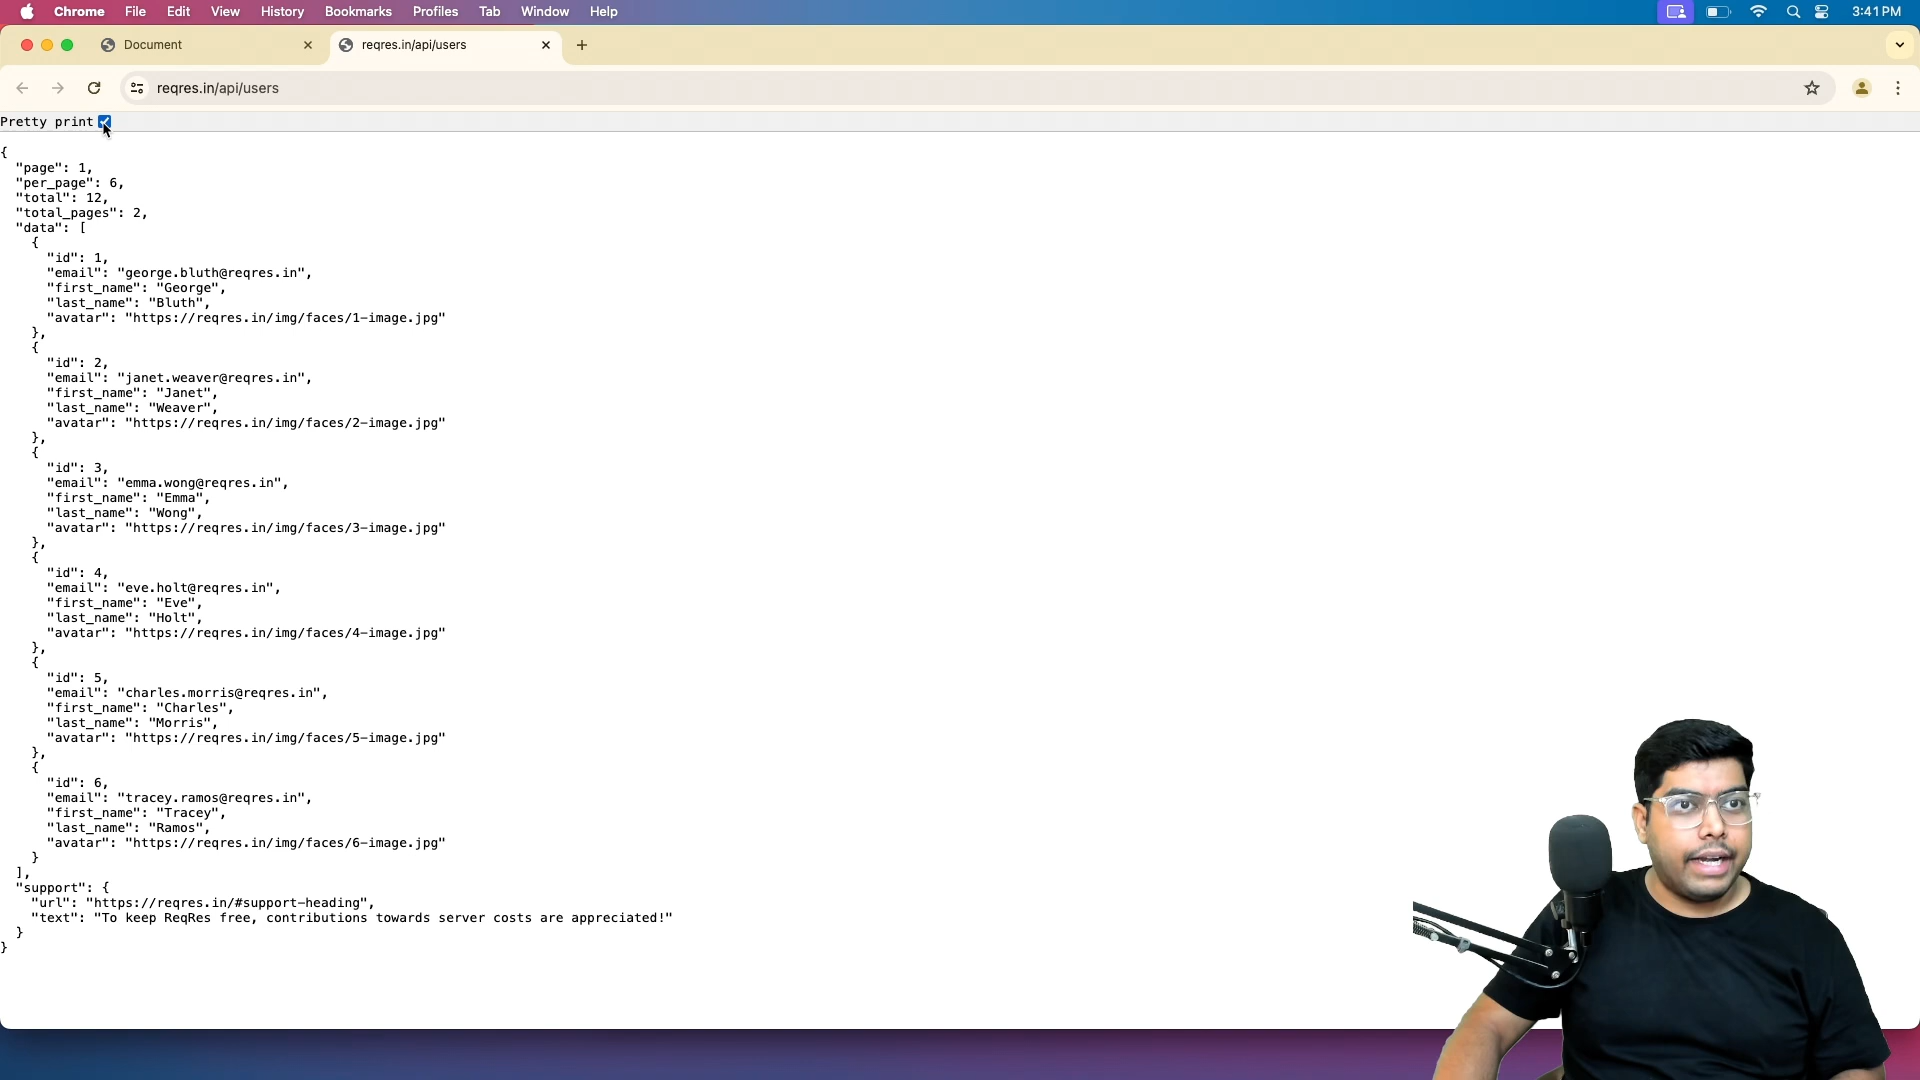 Chrome File Edit View History Bookmarks Profiles Tab Window Help 3:41 PM
Document reqres.in/api/users
reqres.in/api/users
Pretty print
{
"page": 1,
"per_page": 6,
"total": 12,
"total_pages": 2,
"data": [
{
"id": 1,
"email": "george.bluth@reqres.in",
"first_name": "George",
"last_name": "Bluth",
"avatar": "https://reqres.in/img/faces/1-image.jpg"
},
{
"id": 2,
"email": "janet.weaver@reqres.in",
"first_name": "Janet",
"last_name": "Weaver",
"avatar": "https://reqres.in/img/faces/2-image.jpg"
},
{
"id": 3,
"email": "emma.wong@reqres.in",
"first_name": "Emma",
"last_name": "Wong",
"avatar": "https://reqres.in/img/faces/3-image.jpg"
},
{
"id": 4,
"email": "eve.holt@reqres.in",
"first_name": "Eve",
"last_name": "Holt",
"avatar": "https://reqres.in/img/faces/4-image.jpg"
},
{
"id": 5,
"email": "charles.morris@reqres.in",
"first_name": "Charles",
"last_name": "Morris",
"avatar": "https://reqres.in/img/faces/5-image.jpg"
},
{
"id": 6,
"email": "tracey.ramos@reqres.in",
"first_name": "Tracey",
"last_name": "Ramos",
"avatar": "https://reqres.in/img/faces/6-image.jpg"
}
],
"support": {
"url": "https://reqres.in/#support-heading",
"text": "To keep ReqRes free, contributions towards server costs are appreciated!"
}
}